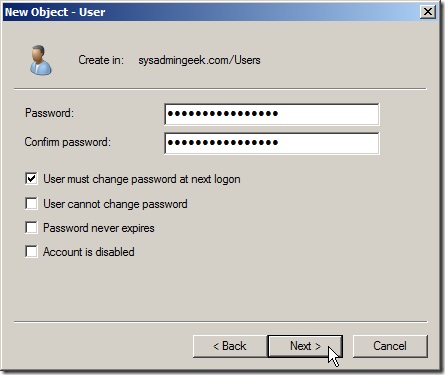 New Object - User
Create in: sysadmingeek.com/Users
Password: ●●●●●●●●●●●●●●●●
Confirm password: ●●●●●●●●●●●●●●●●
User must change password at next logon
User cannot change password
Password never expires
Account is disabled
< Back Next > Cancel